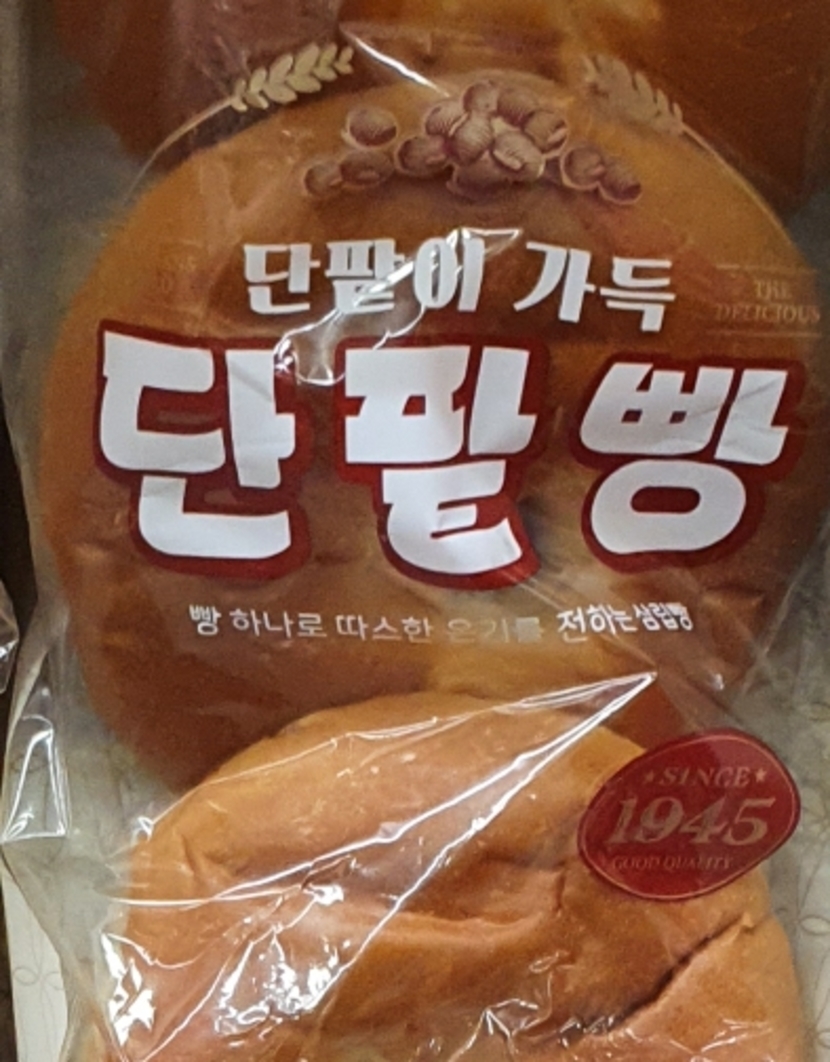 단팥이 가득
THE
DELICIOUS
단팥빵
빵 하나로 따스한 온기를 전하는 삼립빵
★SINCE★
1945
GOOD QUALITY